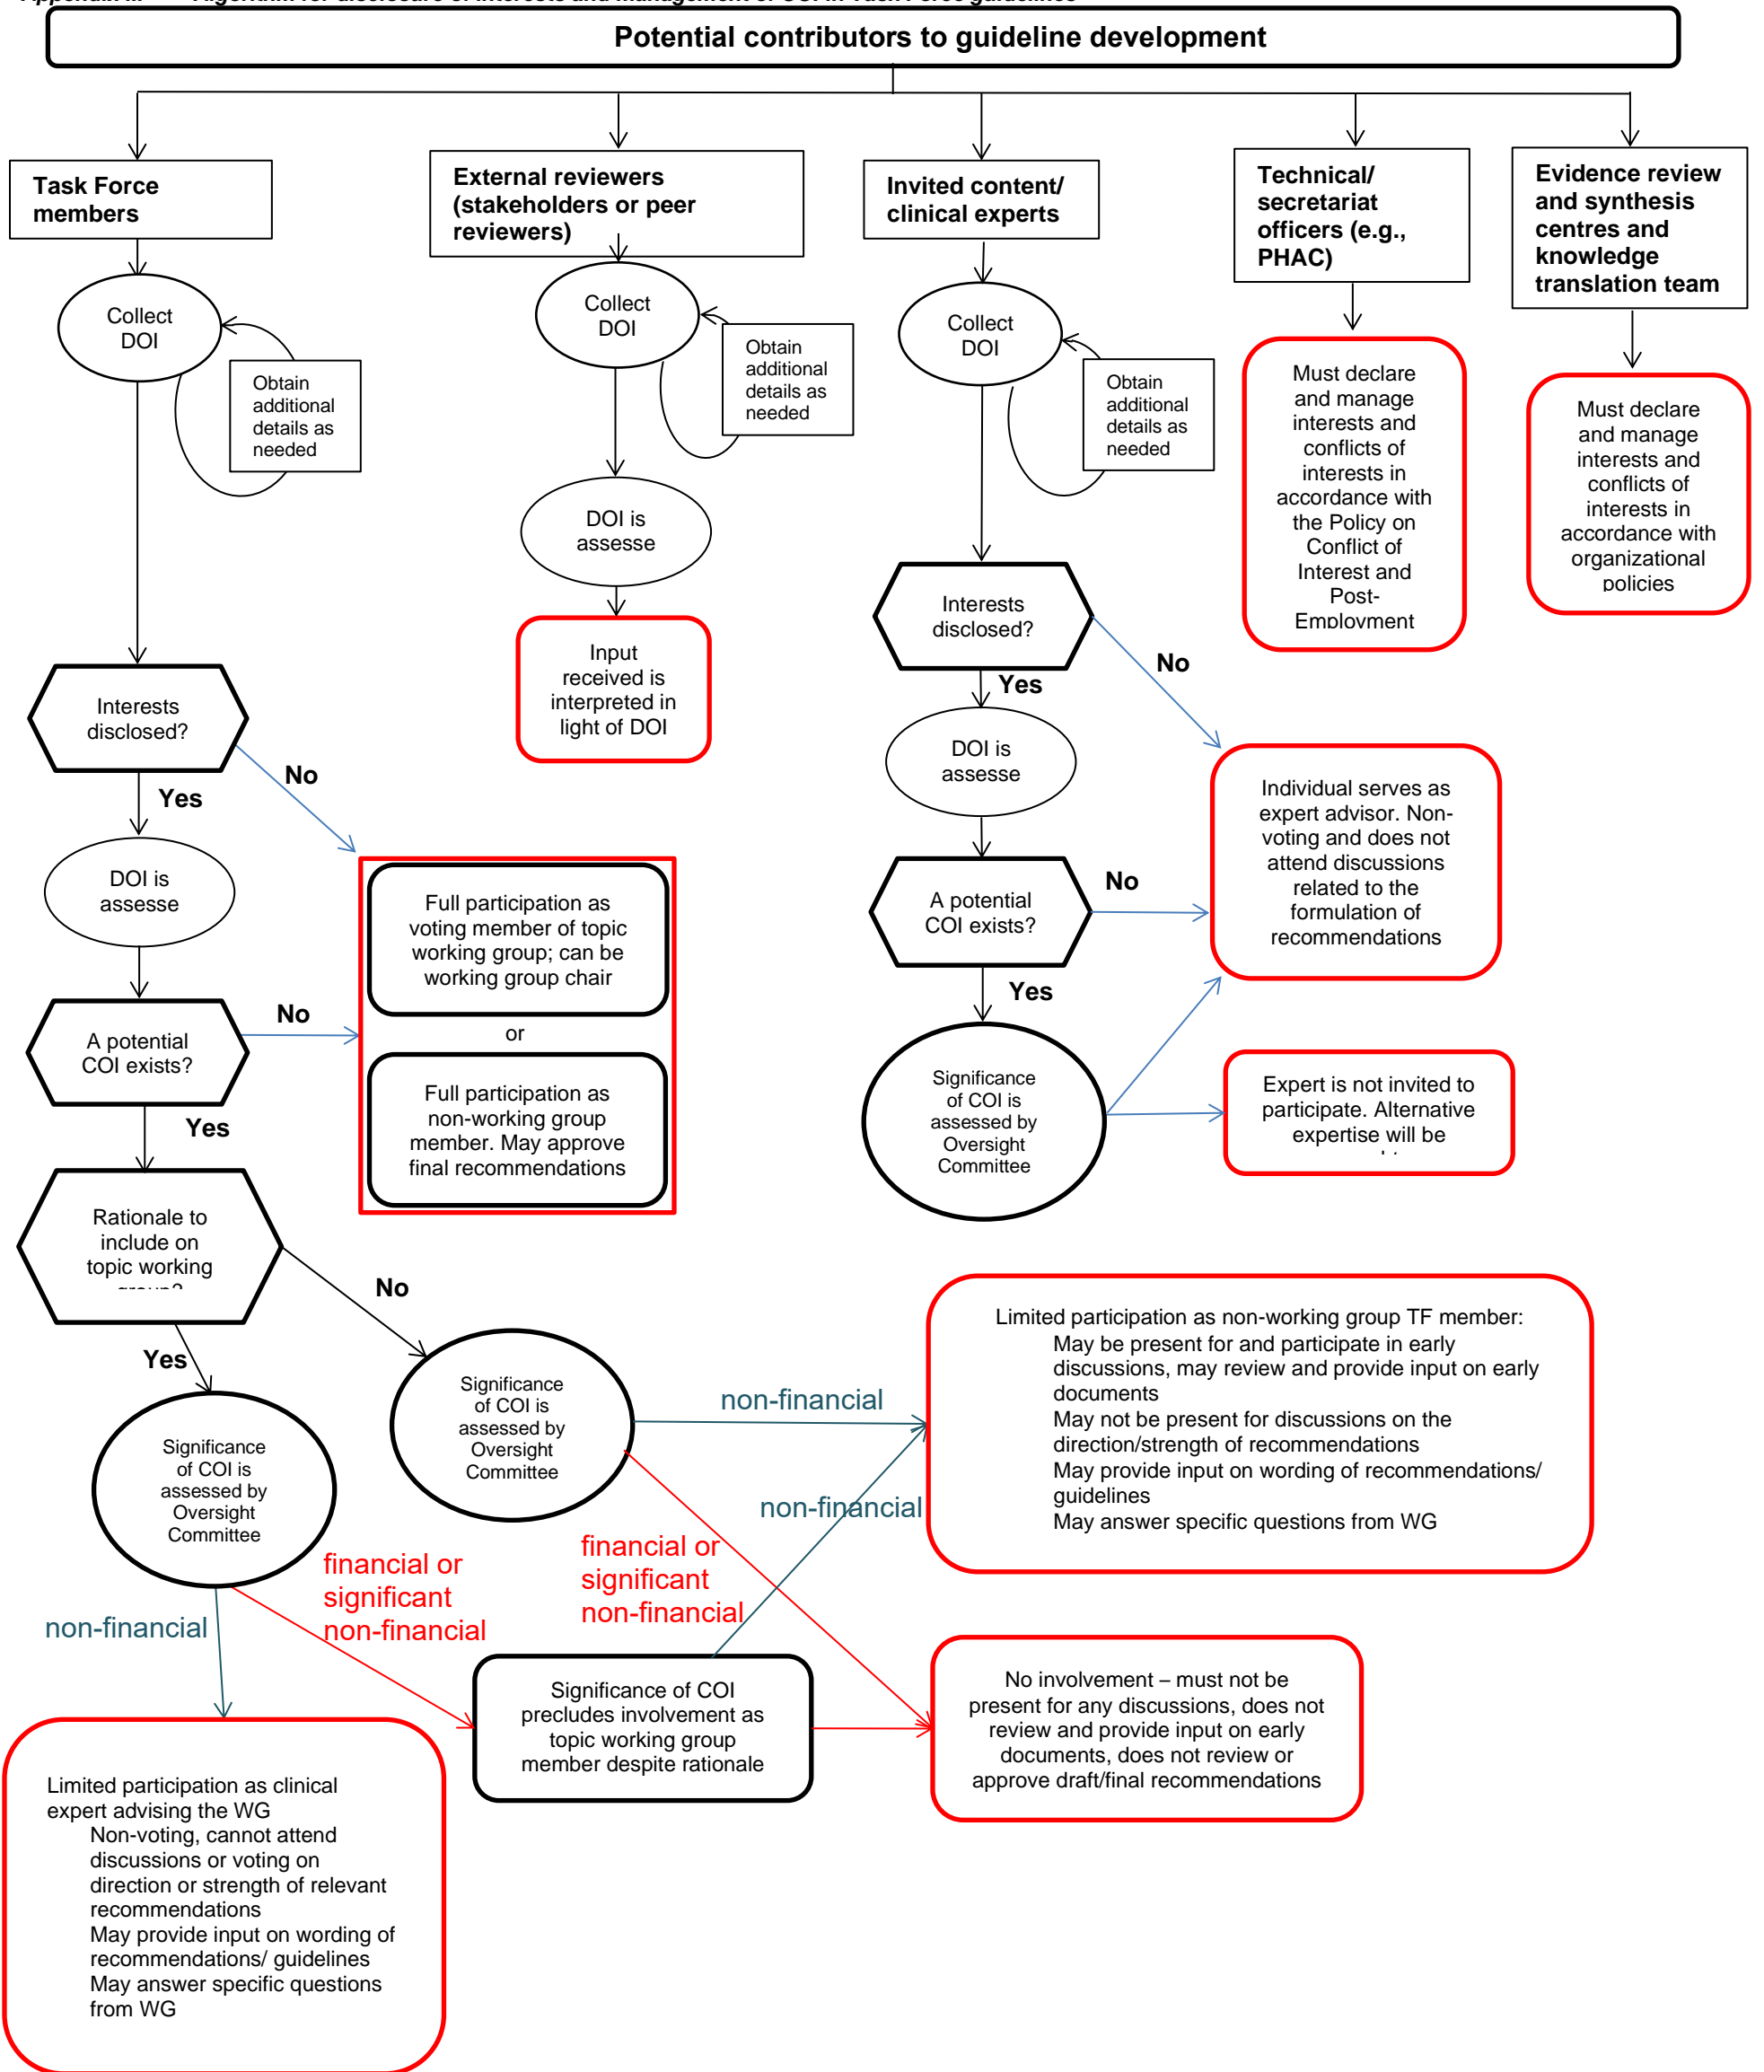 Potential contributors to guideline development
Task Force
members
External reviewers
(stakeholders or peer
reviewers)
Invited content/
clinical experts
Technical/
secretariat
officers (e.g.,
PHAC)
Evidence review
and synthesis
centres and
knowledge
translation team
Collect
DOI
Obtain
additional
details as
needed
Collect
DOI
Obtain
additional
details as
needed
Collect
DOI
Obtain
additional
details as
needed
Must declare
and manage
interests and
conflicts of
interests in
accordance with
the Policy on
Conflict of
Interest and
Post-
Employment
Must declare
and manage
interests and
conflicts of
interests in
accordance with
organizational
policies
DOI is
assesse
Input
received is
interpreted in
light of DOI
Interests
disclosed?
No
Yes
DOI is
assesse
A potential
COI exists?
No
Yes
Significance
of COI is
assessed by
Oversight
Committee
Individual serves as
expert advisor. Non-
voting and does not
attend discussions
related to the
formulation of
recommendations
Expert is not invited to
participate. Alternative
expertise will be
Interests
disclosed?
No
Yes
DOI is
assesse
A potential
COI exists?
No
Yes
Full participation as
voting member of topic
working group; can be
working group chair
or
Full participation as
non-working group
member. May approve
final recommendations
Rationale to
include on
topic working
No
Yes
Significance
of COI is
assessed by
Oversight
Committee
Significance
of COI is
assessed by
Oversight
Committee
non-financial
non-financial
financial or
significant
non-financial
financial or
significant
non-financial
non-financial
Limited participation as non-working group TF member:
May be present for and participate in early
discussions, may review and provide input on early
documents
May not be present for discussions on the
direction/strength of recommendations
May provide input on wording of recommendations/
guidelines
May answer specific questions from WG
Significance of COI
precludes involvement as
topic working group
member despite rationale
No involvement – must not be
present for any discussions, does not
review and provide input on early
documents, does not review or
approve draft/final recommendations
Limited participation as clinical
expert advising the WG
Non-voting, cannot attend
discussions or voting on
direction or strength of relevant
recommendations
May provide input on wording of
recommendations/ guidelines
May answer specific questions
from WG